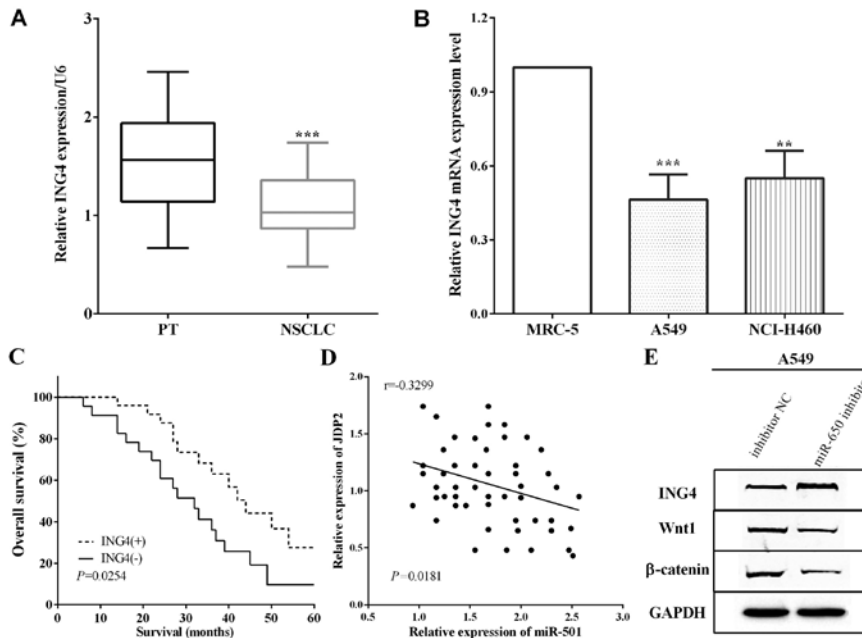 A
Relative ING4 expression/U6
3
2
1
0
***
PT
NSCLC
B
Relative ING4 mRNA expression level
1.2
0.9
0.6
0.3
0.0
***
**
MRC-5
A549
NCI-H460
C
Overall survival (%)
100
80
60
40
20
0
ING4(+)
ING4(-)
P=0.0254
0
10
20
30
40
50
60
Survival (months)
D
r=-0.3299
Relative expression of JDP2
2.0
1.5
1.0
0.5
0.0
P=0.0181
0.5
1.0
1.5
2.0
2.5
3.0
Relative expression of miR-501
E
A549
inhibitor NC
miR-650 inhibitor
ING4
Wnt1
β-catenin
GAPDH